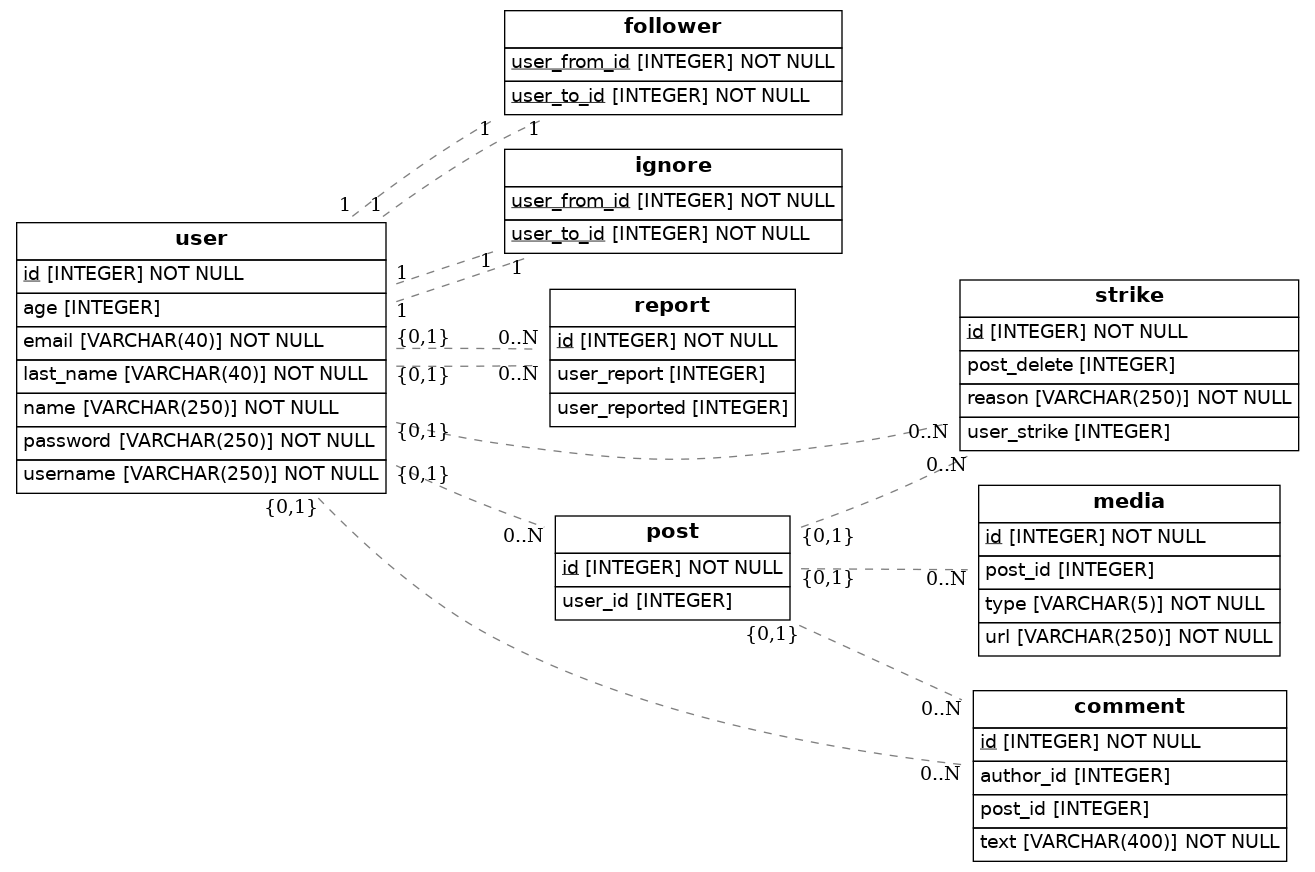 follower
user_from_id [INTEGER] NOT NULL
user_to_id [INTEGER] NOT NULL
1
1
1
1
ignore
user_from_id [INTEGER] NOT NULL
user_to_id [INTEGER] NOT NULL
1
1
1
1
user
id [INTEGER] NOT NULL
age [INTEGER]
email [VARCHAR(40)] NOT NULL
last_name [VARCHAR(40)] NOT NULL
name [VARCHAR(250)] NOT NULL
password [VARCHAR(250)] NOT NULL
username [VARCHAR(250)] NOT NULL
{0,1}
0..N
{0,1}
0..N
report
id [INTEGER] NOT NULL
user_report [INTEGER]
user_reported [INTEGER]
{0,1}
0..N
strike
id [INTEGER] NOT NULL
post_delete [INTEGER]
reason [VARCHAR(250)] NOT NULL
user_strike [INTEGER]
{0,1}
0..N
{0,1}
0..N
post
id [INTEGER] NOT NULL
user_id [INTEGER]
{0,1}
0..N
media
id [INTEGER] NOT NULL
post_id [INTEGER]
type [VARCHAR(5)] NOT NULL
url [VARCHAR(250)] NOT NULL
{0,1}
0..N
{0,1}
0..N
comment
id [INTEGER] NOT NULL
author_id [INTEGER]
post_id [INTEGER]
text [VARCHAR(400)] NOT NULL